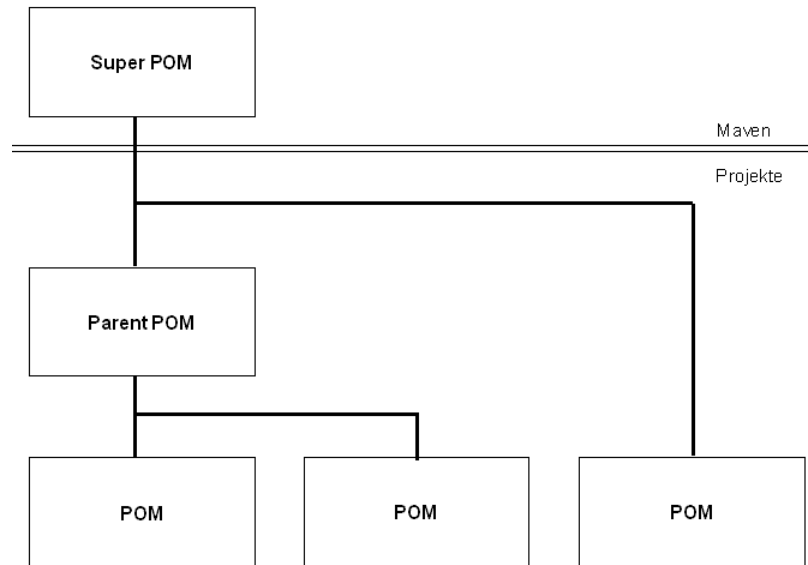 Super POM
Maven
Projekte
Parent POM
POM
POM
POM